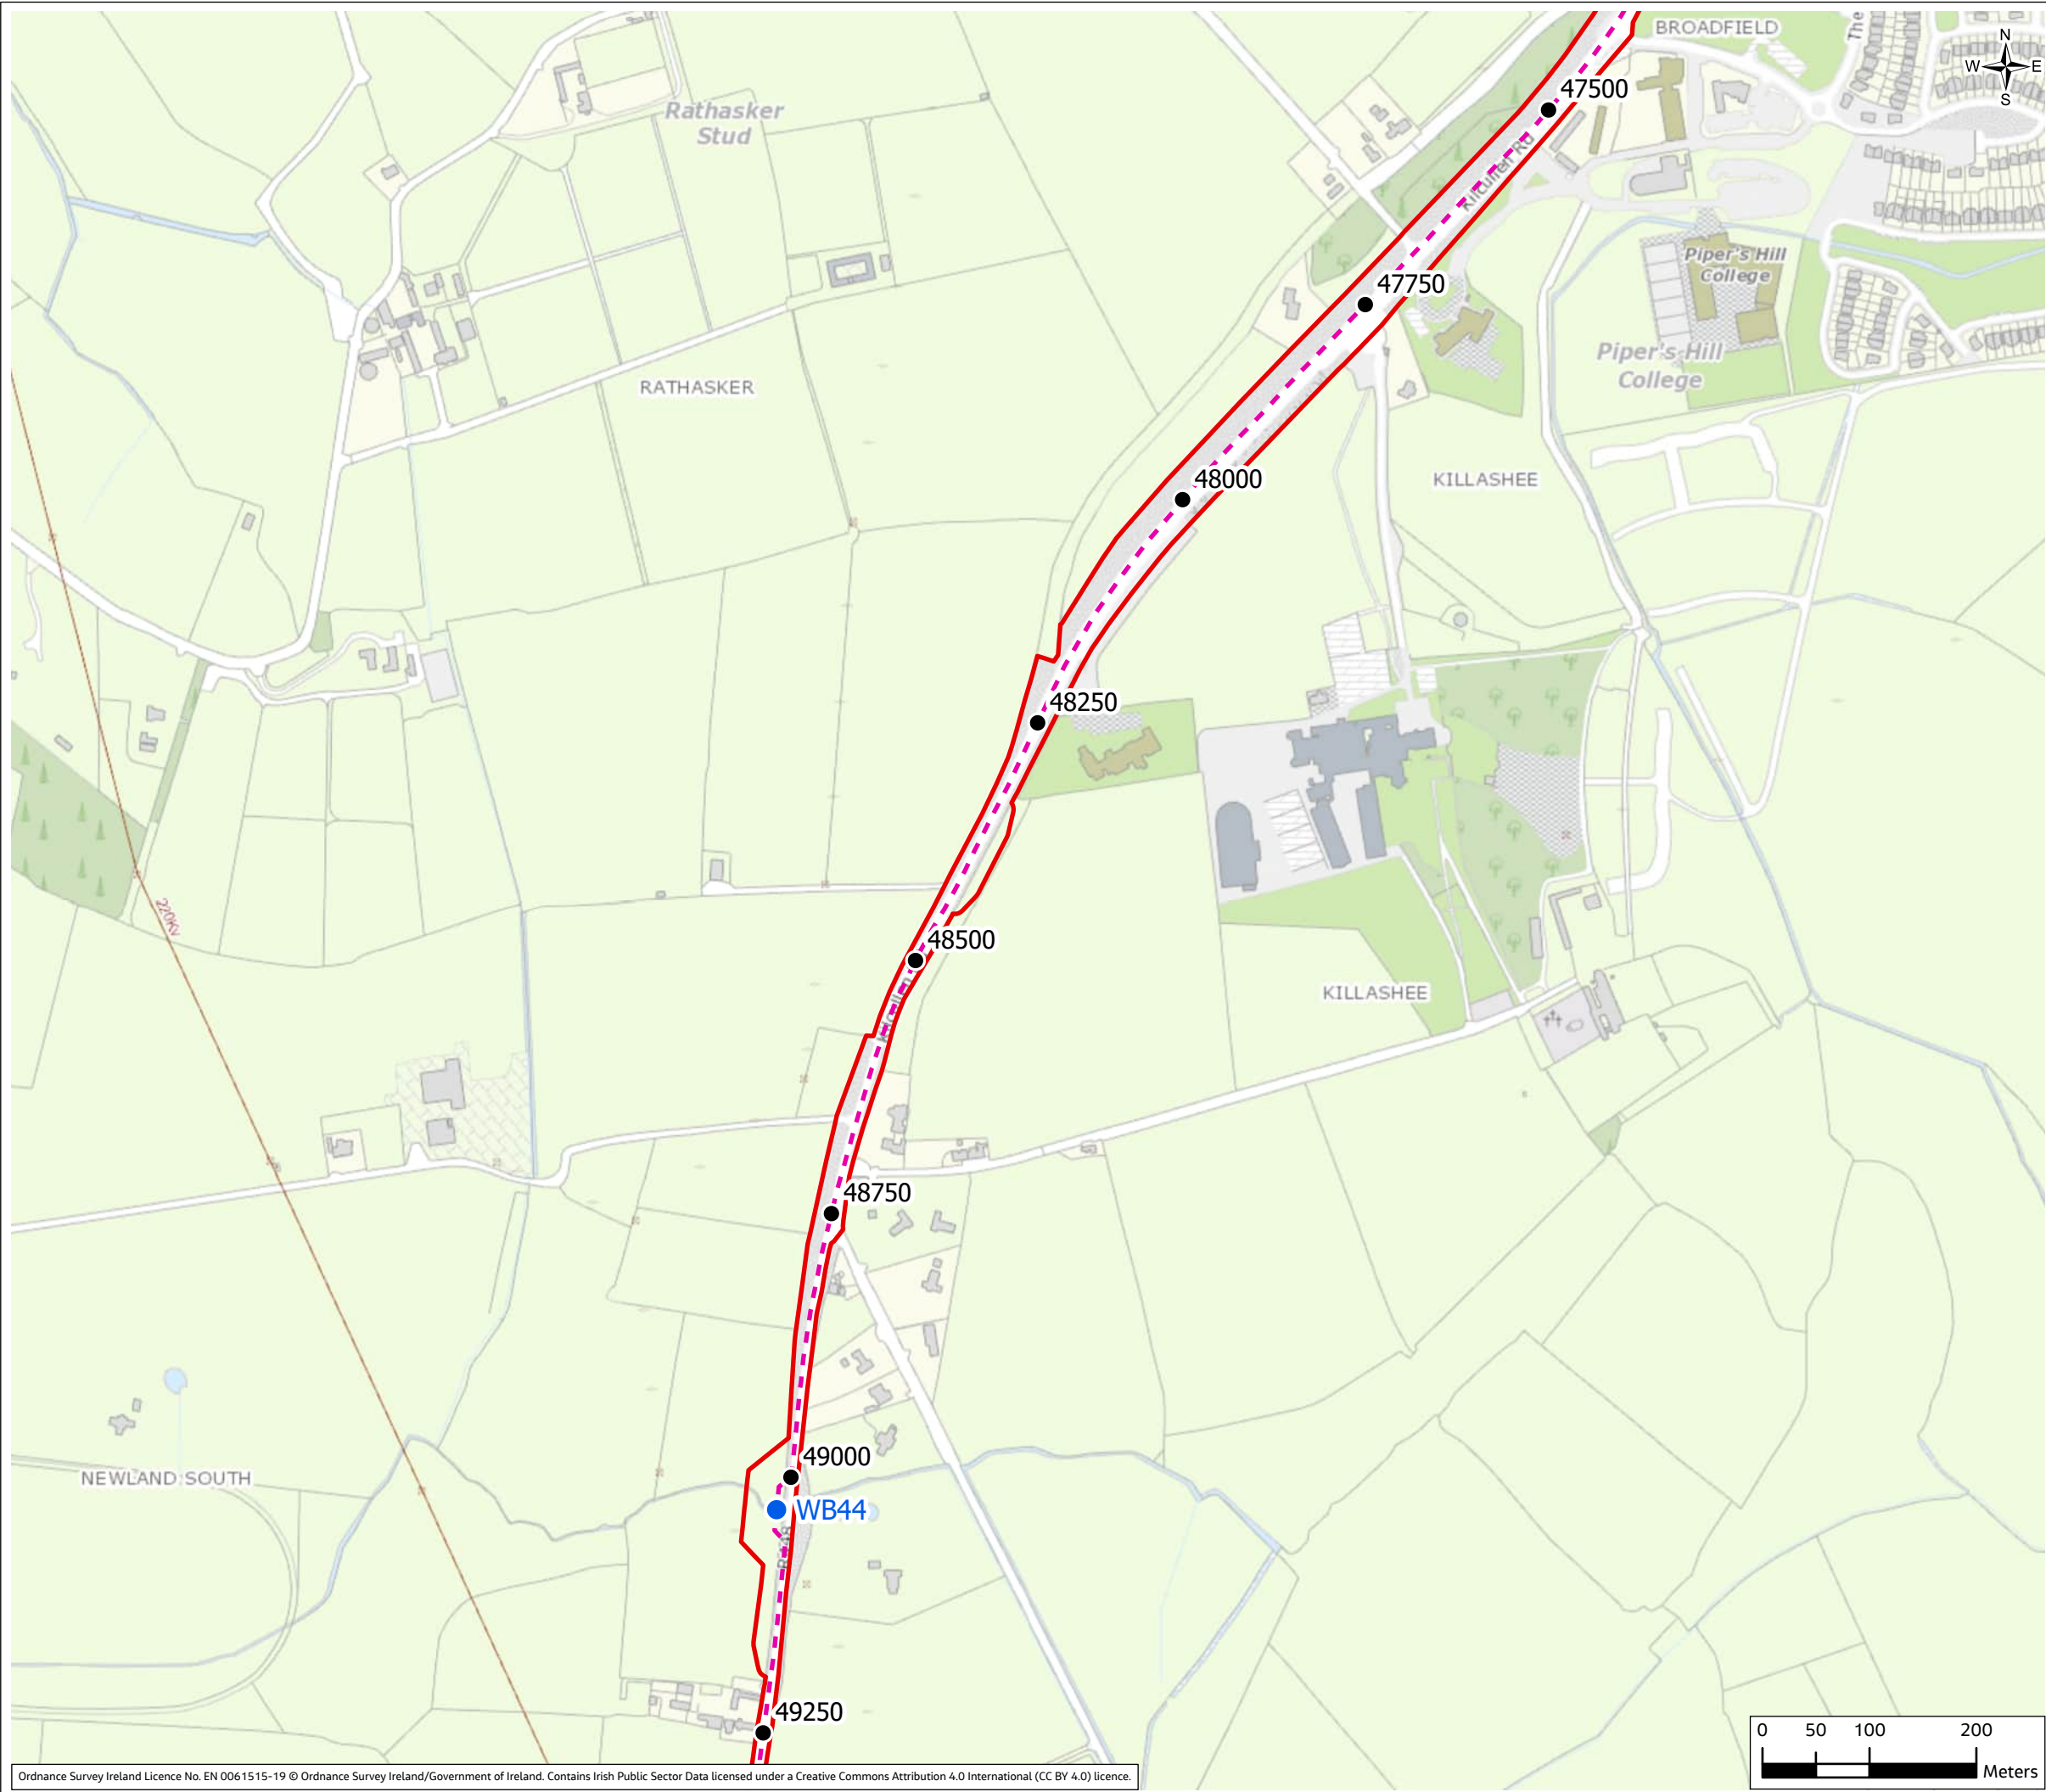 BROADFIELD
The
N
W E
S
47500
Rathasker
Stud
Kilcullen Rd
Piper's Hill
College
47750
Piper's Hill
College
RATHASKER
48000
KILLASHEE
48250
220Kv
48500
KILLASHEE
48750
49000
NEWLAND SOUTH
WB44
R448
49250
0 50 100 200
Meters
Ordnance Survey Ireland Licence No. EN 0061515-19 © Ordnance Survey Ireland/Government of Ireland. Contains Irish Public Sector Data licensed under a Creative Commons Attribution 4.0 International (CC BY 4.0) licence.